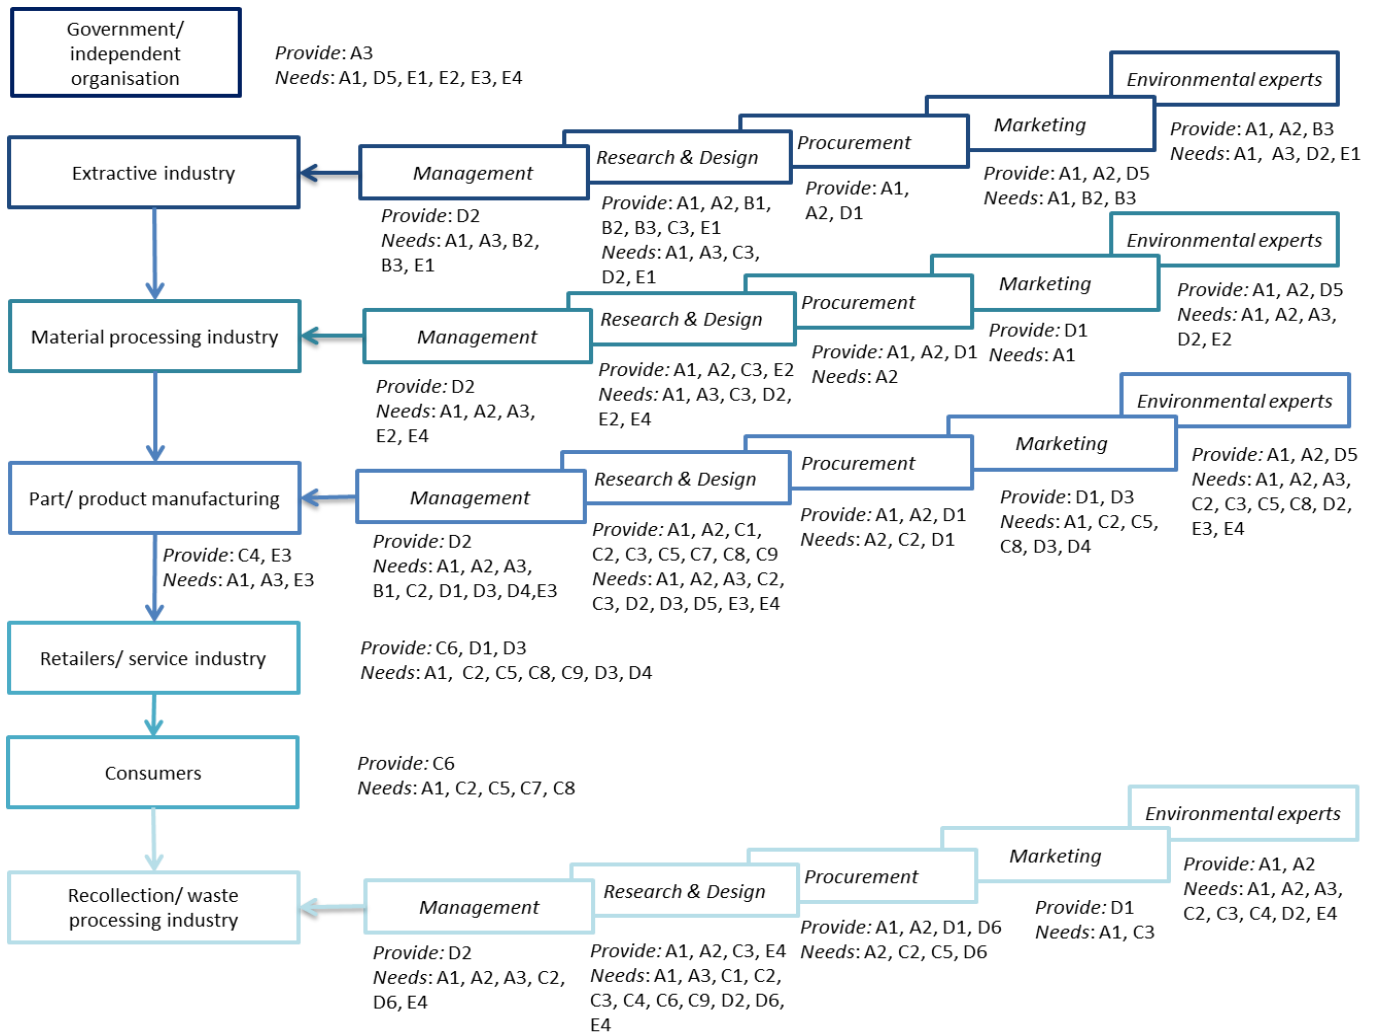 Government/
independent
organisation
Provide: A3
Needs: A1, D5, E1, E2, E3, E4
Extractive industry
Management
Provide: D2
Needs: A1, A3, B2,
B3, E1
Research & Design
Provide: A1, A2, B1,
B2, B3, C3, E1
Needs: A1, A3, C3,
D2, E1
Procurement
Provide: A1,
A2, D1
Marketing
Provide: A1, A2, D5
Needs: A1, B2, B3
Environmental experts
Provide: A1, A2, B3
Needs: A1, A3, D2, E1
Material processing industry
Management
Provide: D2
Needs: A1, A2, A3,
E2, E4
Research & Design
Provide: A1, A2, C3, E2
Needs: A1, A3, C3, D2,
E2, E4
Procurement
Provide: A1, A2, D1
Needs: A2
Marketing
Provide: D1
Needs: A1
Environmental experts
Provide: A1, A2, D5
Needs: A1, A2, A3,
D2, E2
Part/ product manufacturing
Provide: C4, E3
Needs: A1, A3, E3
Management
Provide: D2
Needs: A1, A2, A3,
B1, C2, D1, D3, D4,E3
Research & Design
Provide: A1, A2, C1,
C2, C3, C5, C7, C8, C9
Needs: A1, A2, A3, C2,
C3, D2, D3, D5, E3, E4
Procurement
Provide: A1, A2, D1
Needs: A2, C2, D1
Marketing
Provide: D1, D3
Needs: A1, C2, C5,
C8, D3, D4
Environmental experts
Provide: A1, A2, D5
Needs: A1, A2, A3,
C2, C3, C5, C8, D2,
E3, E4
Retailers/ service industry
Provide: C6, D1, D3
Needs: A1, C2, C5, C8, C9, D3, D4
Consumers
Provide: C6
Needs: A1, C2, C5, C7, C8
Recollection/ waste
processing industry
Management
Provide: D2
Needs: A1, A2, A3, C2,
D6, E4
Research & Design
Provide: A1, A2, C3, E4
Needs: A1, A3, C1, C2,
C3, C4, C6, C9, D2, D6,
E4
Procurement
Provide: A1, A2, D1, D6
Needs: A2, C2, C5, D6
Marketing
Provide: D1
Needs: A1, C3
Environmental experts
Provide: A1, A2
Needs: A1, A2, A3,
C2, C3, C4, D2, E4